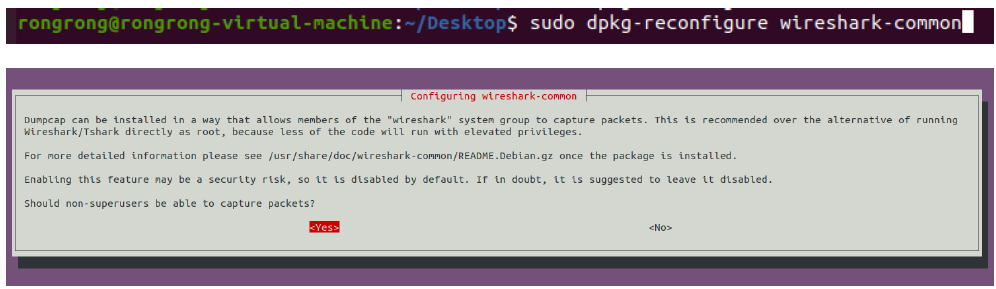 rongrong@rongrong-virtual-machine:~/Desktop$ sudo dpkg-reconfigure wireshark-common
Configuring wireshark-common
Dumpcap can be installed in a way that allows members of the "wireshark" system group to capture packets. This is recommended over the alternative of running
Wireshark/Tshark directly as root, because less of the code will run with elevated privileges.
For more detailed information please see /usr/share/doc/wireshark-common/README.Debian.gz once the package is installed.
Enabling this feature may be a security risk, so it is disabled by default. If in doubt, it is suggested to leave it disabled.
Should non-superusers be able to capture packets?
<Yes> <No>